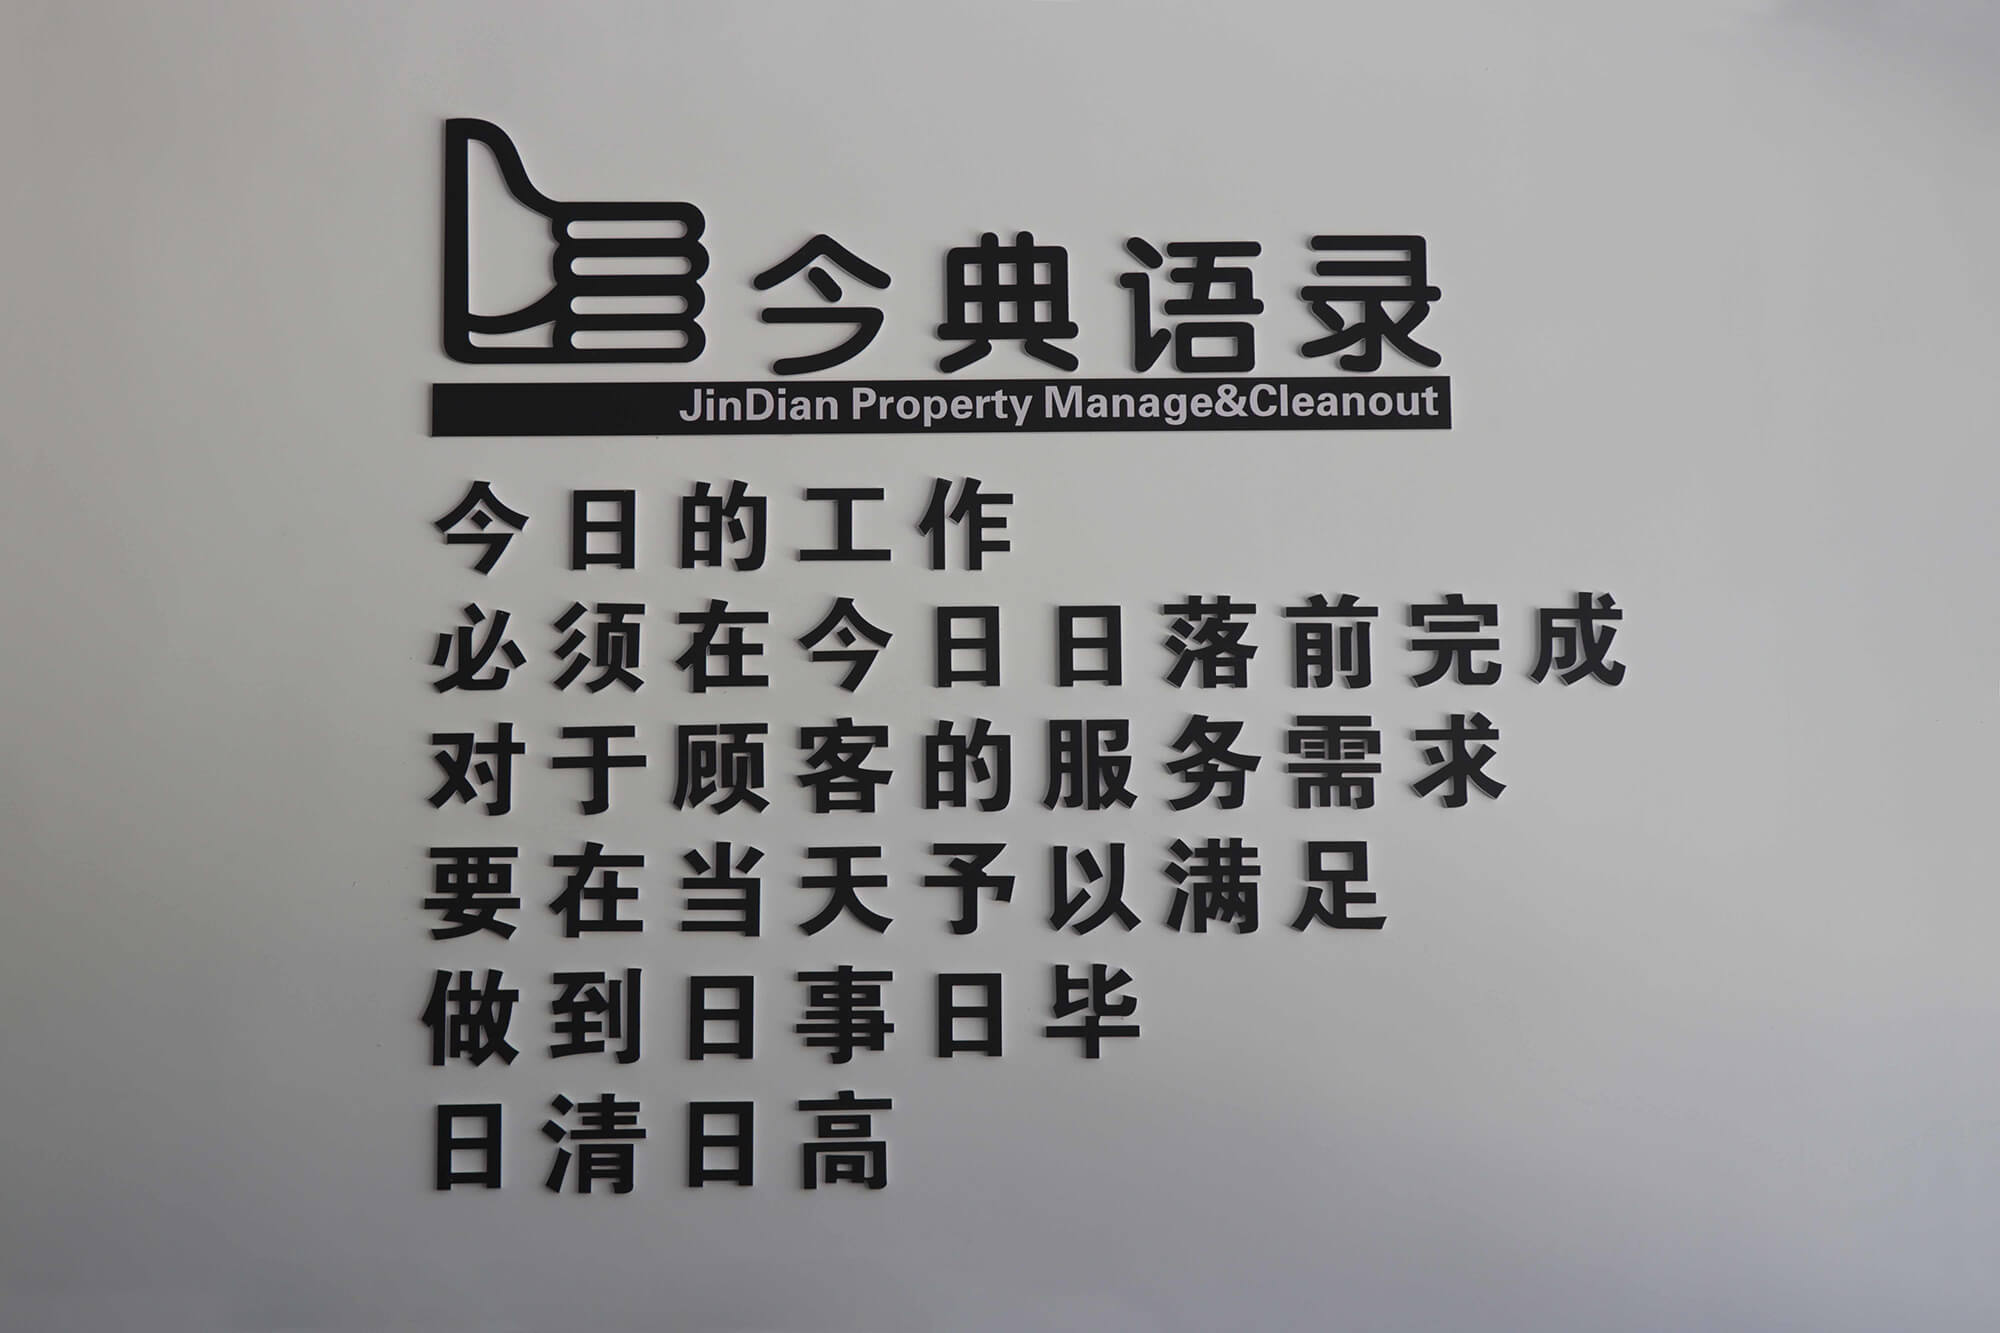 今典语录
JinDian Property Manage&Cleanout
今日的工作
必须在今日日落前完成
对于顾客的服务需求
要在当天予以满足
做到日事日毕
日清日高